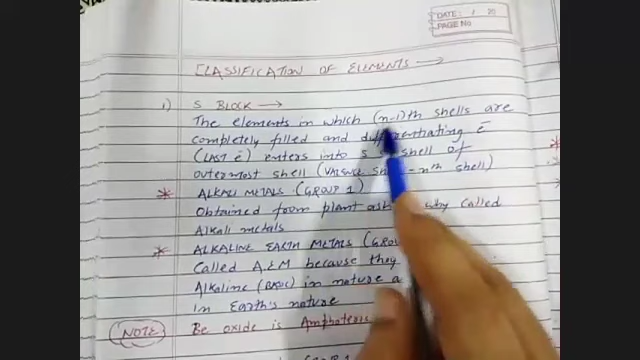 DATE: / 20
PAGE NO
CLASSIFICATION OF ELEMENTS →
1) S BLOCK →
The elements in which (n-1)th shells are
completely filled and differentiating e̅
(LAST e̅) enters into s shell of
outermost shell (VALENCE - nth shell)
* ALKALI METALS (GROUP 1)
Obtained from plant why called
Alkali metals
* ALKALINE EARTH METALS
Called A.E.M because they
Alkaline (BASIC) in nature
in Earth's nature
NOTE Be oxide is Amphoteric